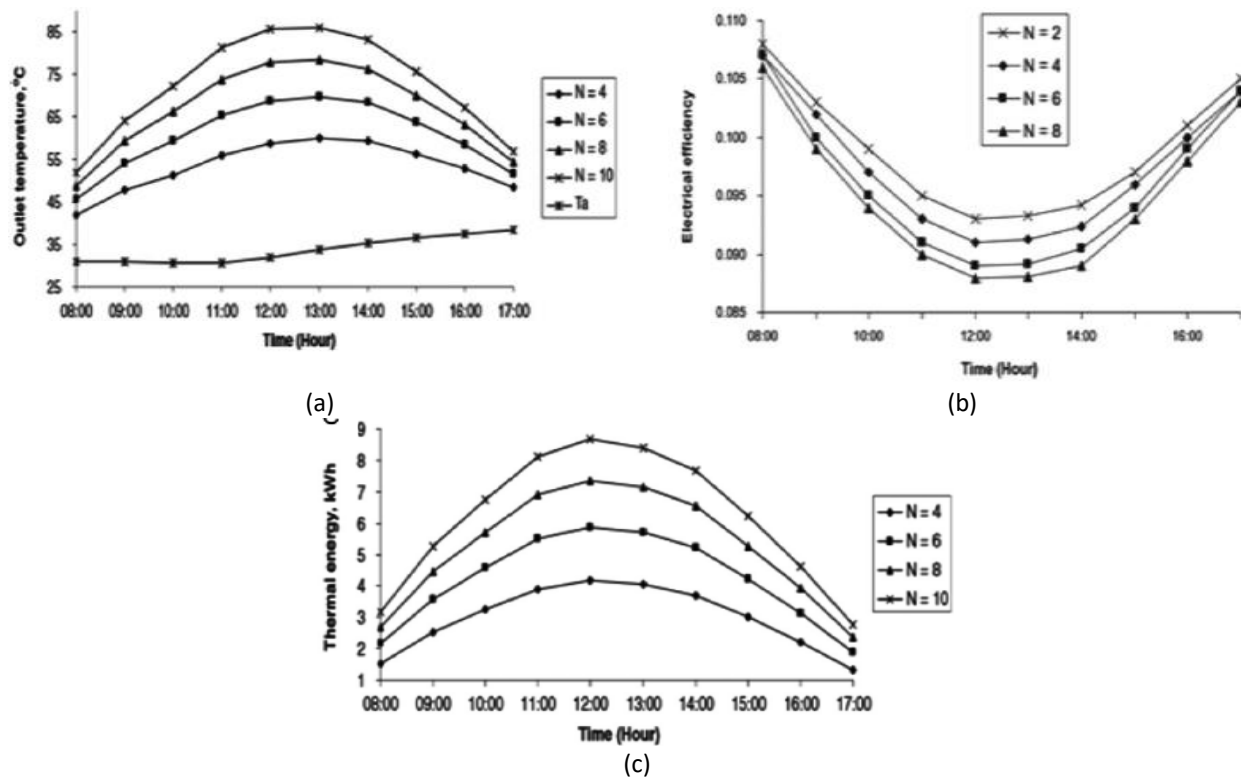 Outlet temperature,°C
85
75
65
55
45
35
25
08:00 09:00 10:00 11:00 12:00 13:00 14:00 15:00 16:00 17:00
Time (Hour)
N = 4
N = 6
N = 8
N = 10
Ta
(a)
Electrical efficiency
0.110
0.105
0.100
0.095
0.090
0.085
08:00 10:00 12:00 14:00 16:00
Time (Hour)
N = 2
N = 4
N = 6
N = 8
(b)
Thermal energy, kWh
9
8
7
6
5
4
3
2
1
08:00 09:00 10:00 11:00 12:00 13:00 14:00 15:00 16:00 17:00
Time (Hour)
N = 4
N = 6
N = 8
N = 10
(c)